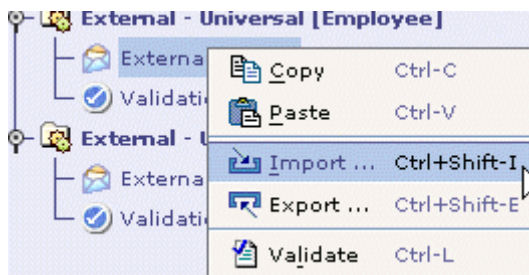 External - Universal [Employee]
Externa
Validati
External - U
Externa
Validati
Copy Ctrl-C
Paste Ctrl-V
Import ... Ctrl+Shift-I
Export ... Ctrl+Shift-E
Validate Ctrl-L